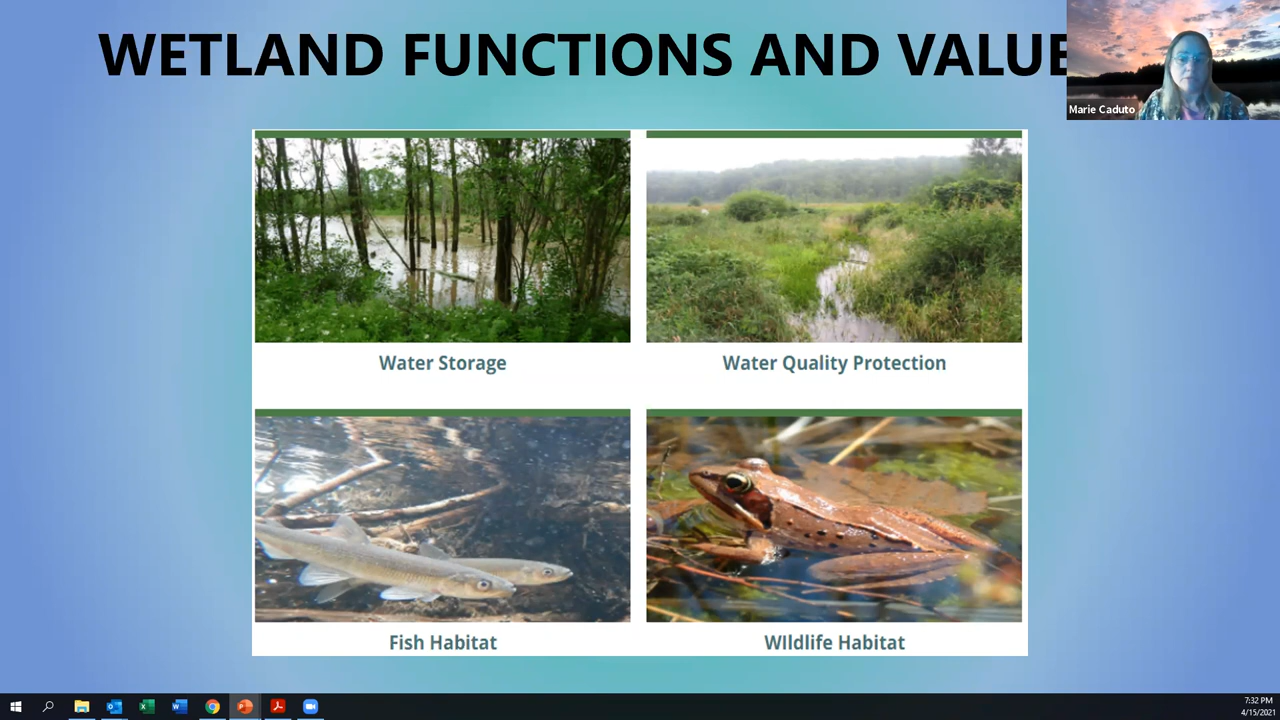 WETLAND FUNCTIONS AND VALUE
Marie Caduto
Water Storage
Water Quality Protection
Fish Habitat
WIldlife Habitat
7:32 PM
4/15/2021